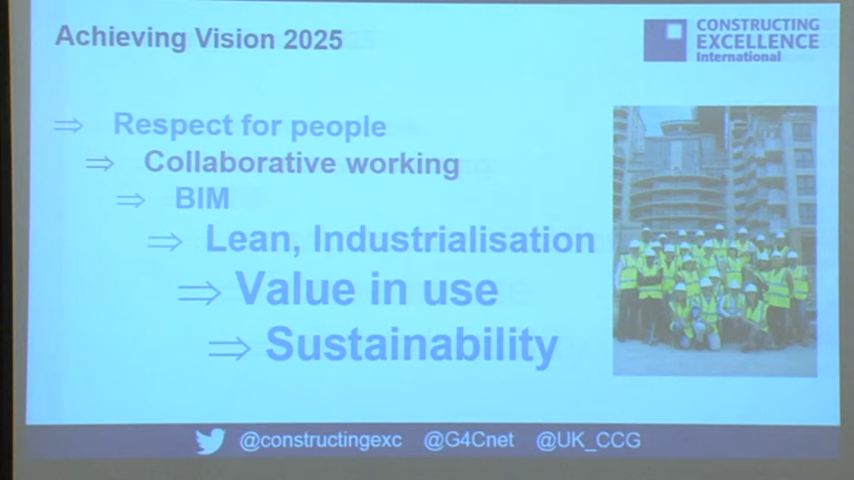 Achieving Vision 2025
CONSTRUCTING
EXCELLENCE
International
⇒ Respect for people
⇒ Collaborative working
⇒ BIM
⇒ Lean, Industrialisation
⇒ Value in use
⇒ Sustainability
@constructingexc @G4Cnet @UK_CCG